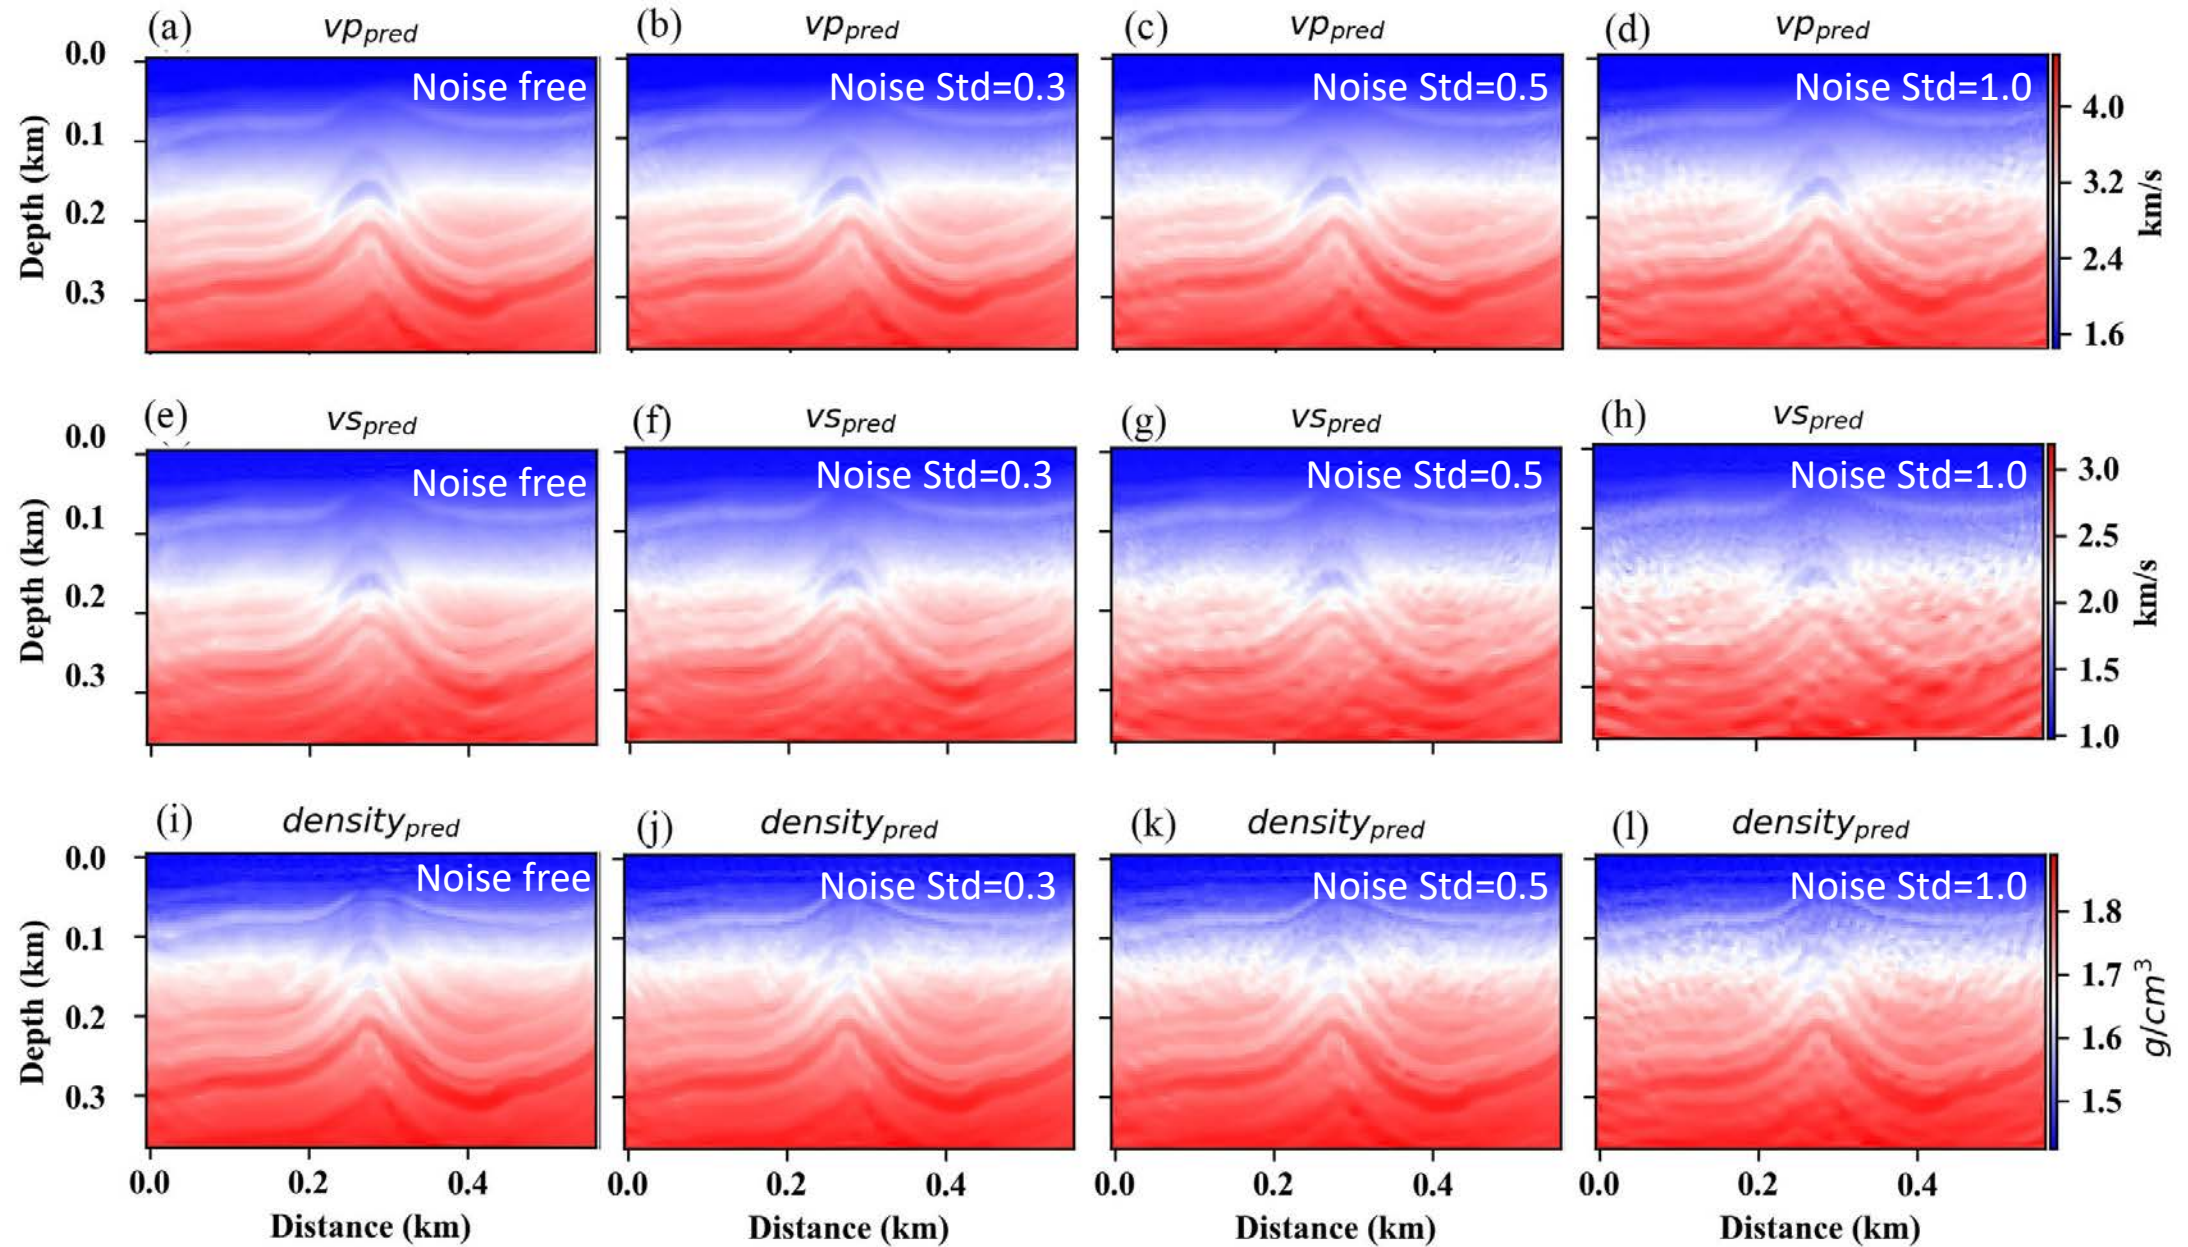 (a) vp_pred (b) vp_pred (c) vp_pred (d) vp_pred
Noise free Noise Std=0.3 Noise Std=0.5 Noise Std=1.0
0.0
0.1
0.2
0.3
Depth (km)
4.0
3.2
2.4
1.6
km/s
(e) vs_pred (f) vs_pred (g) vs_pred (h) vs_pred
Noise free Noise Std=0.3 Noise Std=0.5 Noise Std=1.0
0.0
0.1
0.2
0.3
Depth (km)
3.0
2.5
2.0
1.5
1.0
km/s
(i) density_pred (j) density_pred (k) density_pred (l) density_pred
Noise free Noise Std=0.3 Noise Std=0.5 Noise Std=1.0
0.0
0.1
0.2
0.3
Depth (km)
1.8
1.7
1.6
1.5
g/cm³
0.0 0.2 0.4 0.0 0.2 0.4 0.0 0.2 0.4 0.0 0.2 0.4
Distance (km) Distance (km) Distance (km) Distance (km)